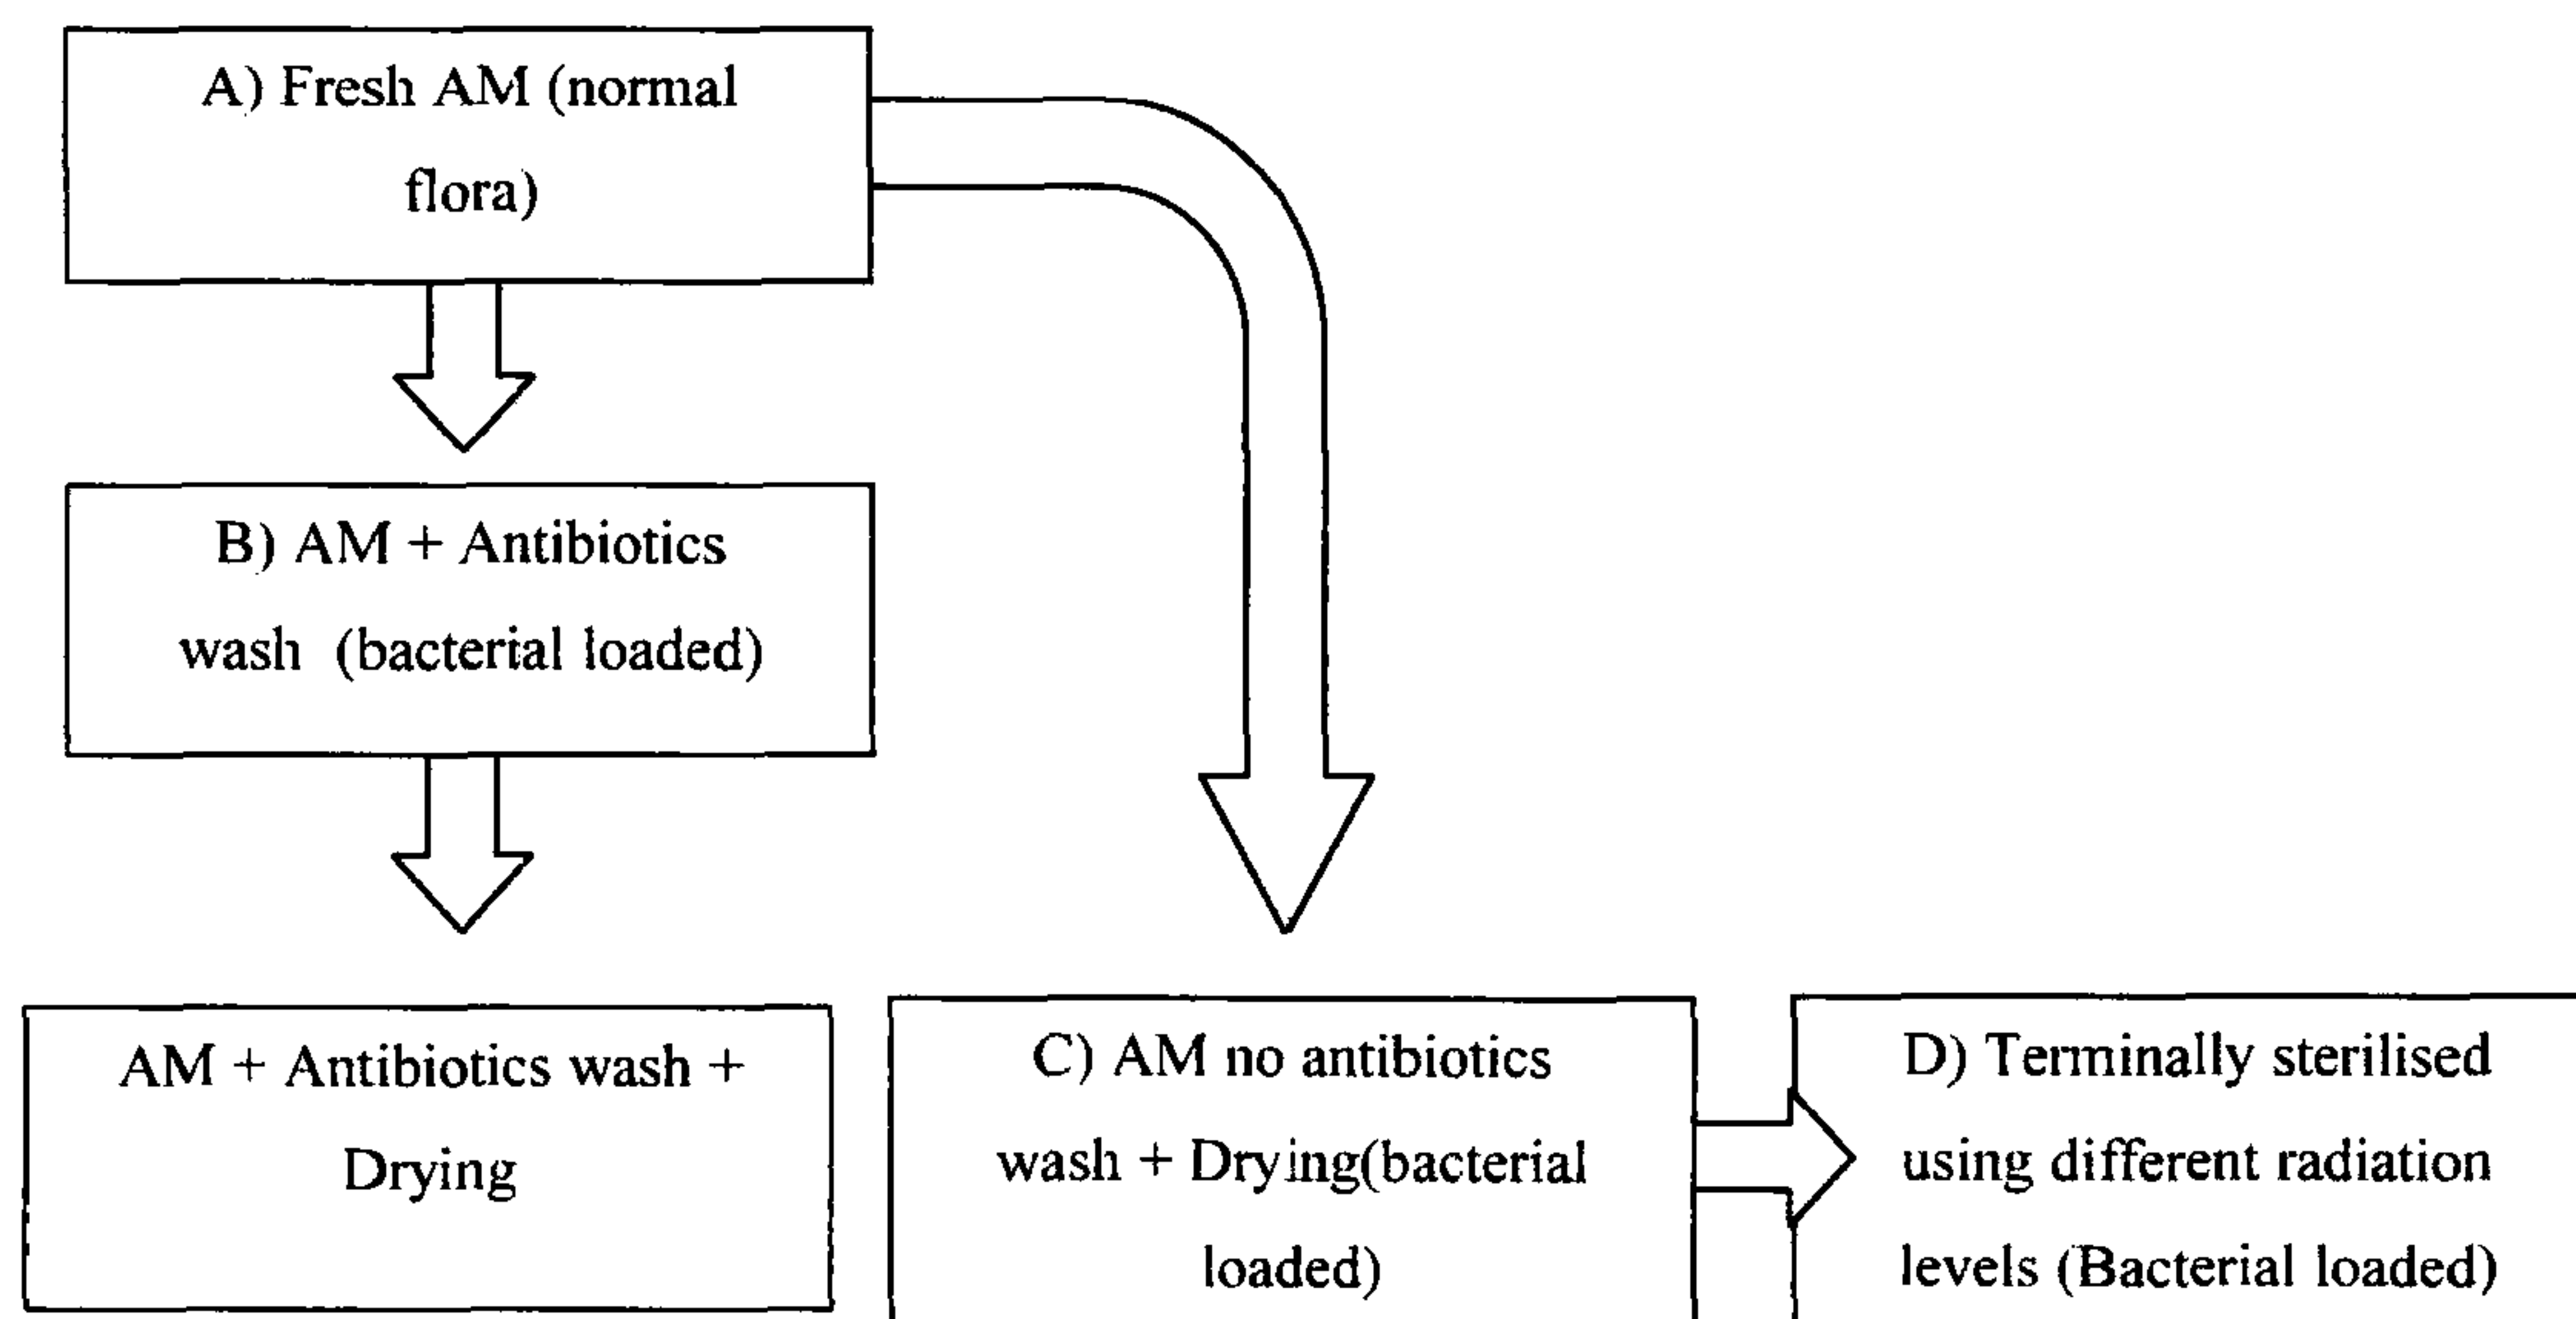 A) Fresh AM (normal
flora)
B) AM + Antibiotics
wash (bacterial loaded)
AM + Antibiotics wash +
Drying
C) AM no antibiotics
wash + Drying(bacterial
loaded)
D) Terminally sterilised
using different radiation
levels (Bacterial loaded)